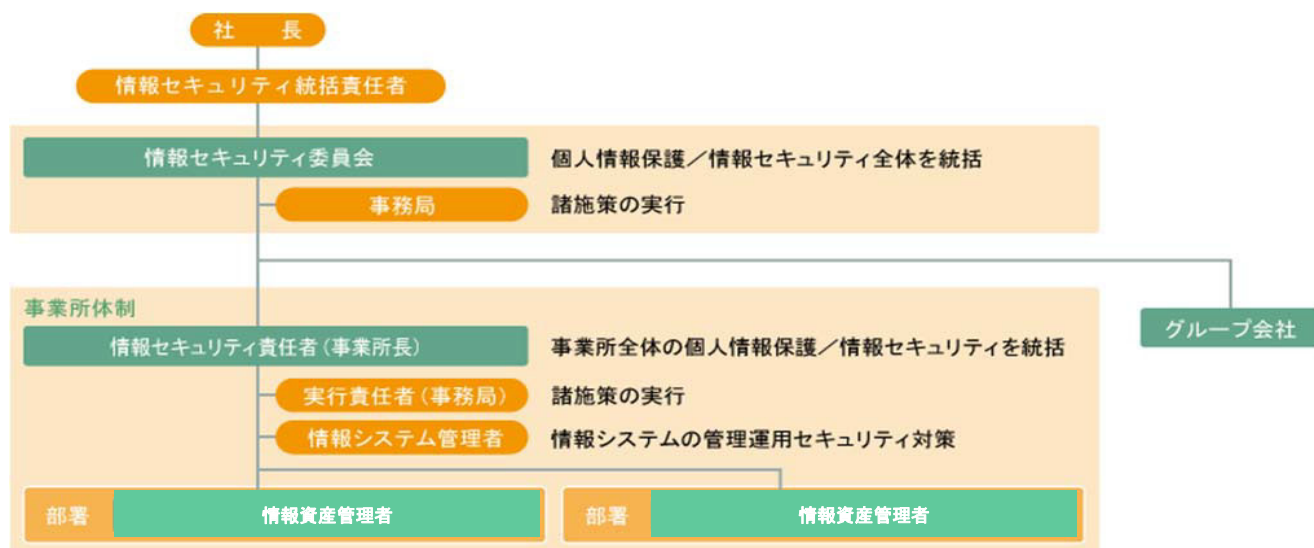 社　長
情報セキュリティ統括責任者
情報セキュリティ委員会
個人情報保護／情報セキュリティ全体を統括
事務局
諸施策の実行
グループ会社
事業所体制
情報セキュリティ責任者（事業所長）
事業所全体の個人情報保護／情報セキュリティを統括
実行責任者（事務局）
諸施策の実行
情報システム管理者
情報システムの管理運用セキュリティ対策
部署
情報資産管理者
部署
情報資産管理者